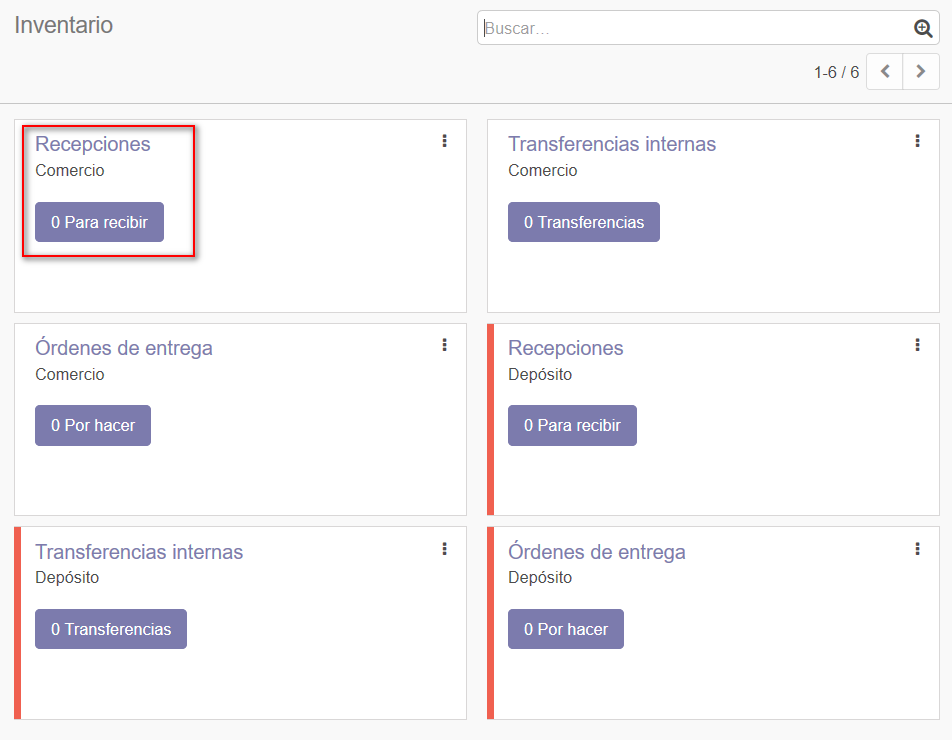 Inventario
Buscar...
1-6 / 6
Recepciones
Comercio
0 Para recibir
Transferencias internas
Comercio
0 Transferencias
Órdenes de entrega
Comercio
0 Por hacer
Recepciones
Depósito
0 Para recibir
Transferencias internas
Depósito
0 Transferencias
Órdenes de entrega
Depósito
0 Por hacer